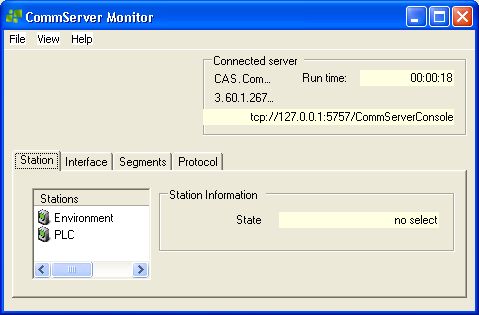 CommServer Monitor
File View Help
Connected server
CAS.Com... Run time: 00:00:18
3.60.1.267...
tcp://127.0.0.1:5757/CommServerConsole
Station Interface Segments Protocol
Stations
Environment
PLC
Station Information
State no select